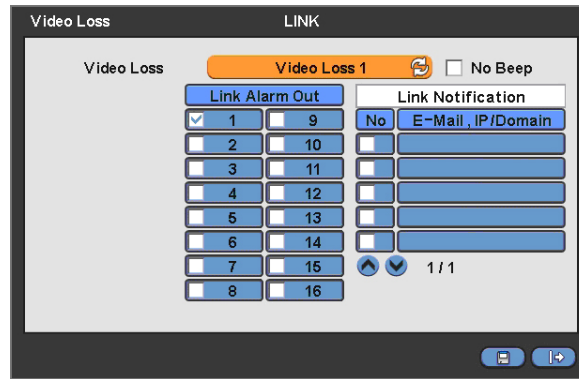 Video Loss LINK
Video Loss Video Loss 1 No Beep
Link Alarm Out Link Notification
1 9 No E-Mail , IP/Domain
2 10
3 11
4 12
5 13
6 14
7 15 1 / 1
8 16